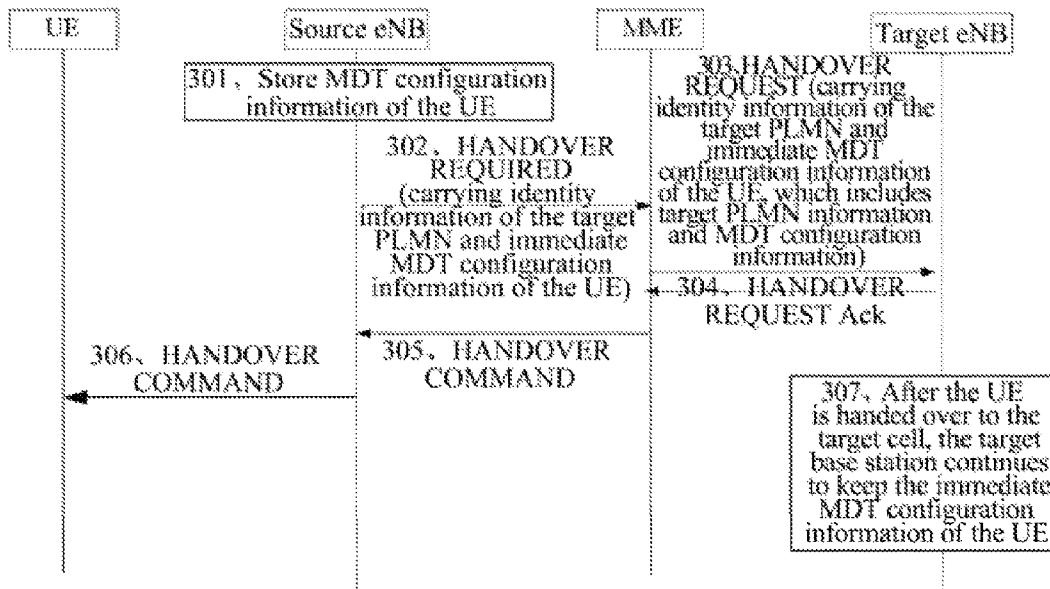 UE
Source eNB
MME
Target eNB
301、Store MDT configuration
information of the UE
302、HANDOVER
REQUIRED
(carrying identity
information of the target
PLMN and immediate
MDT configuration
information of the UE)
303.HANDOVER
REQUEST (carrying
identity information of the
target PLMN and
immediate MDT
configuration information
of the UE, which includes
target PLMN information
and MDT configuration
information)
304、HANDOVER
REQUEST Ack
305、HANDOVER
COMMAND
306、HANDOVER
COMMAND
307、After the UE
is handed over to the
target cell, the target
base station continues
to keep the immediate
MDT configuration
information of the UE